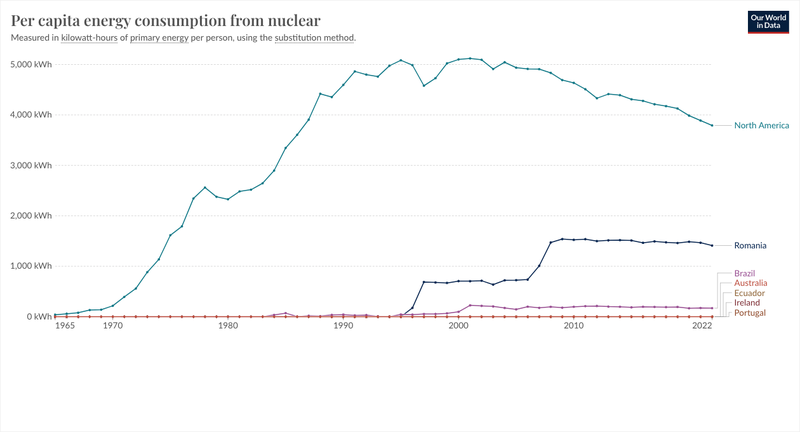 Per capita energy consumption from nuclear
Measured in kilowatt-hours of primary energy per person, using the substitution method.
Our World
in Data
5,000 kWh
4,000 kWh
3,000 kWh
2,000 kWh
1,000 kWh
0 kWh
1965
1970
1980
1990
2000
2010
2022
North America
Romania
Brazil
Australia
Ecuador
Ireland
Portugal